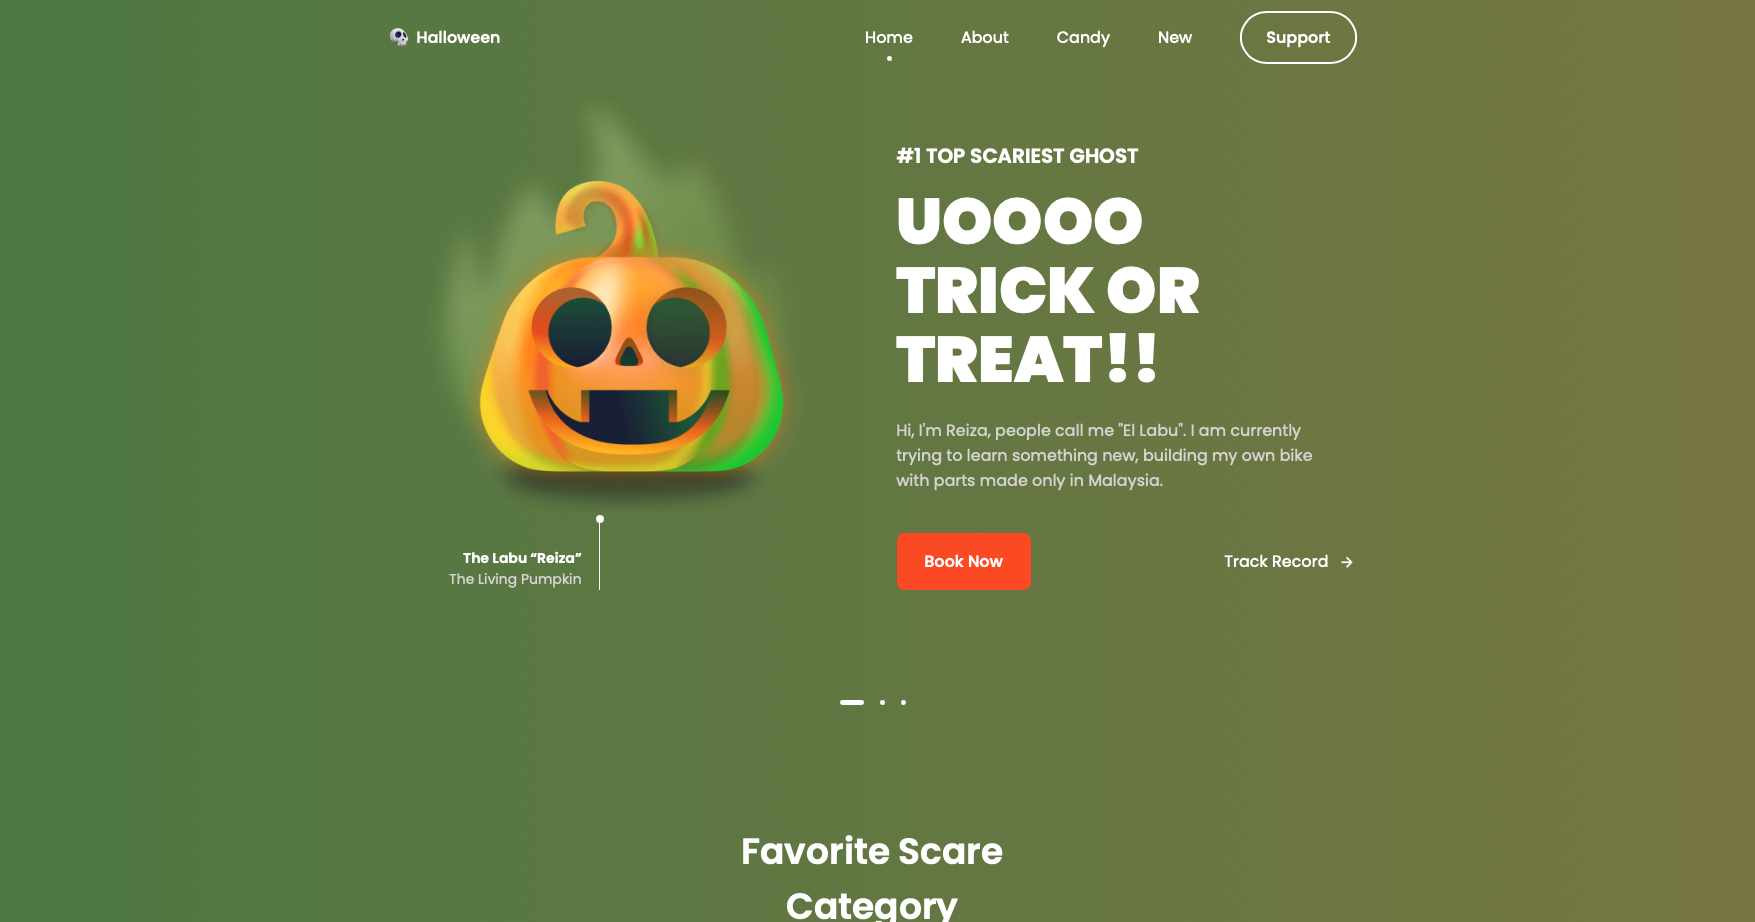 Halloween
Home
About
Candy
New
Support
#1 TOP SCARIEST GHOST
UOOOO
TRICK OR
TREAT!!
Hi, I'm Reiza, people call me "El Labu". I am currently
trying to learn something new, building my own bike
with parts made only in Malaysia.
Book Now
Track Record
The Labu “Reiza”
The Living Pumpkin
Favorite Scare
Category